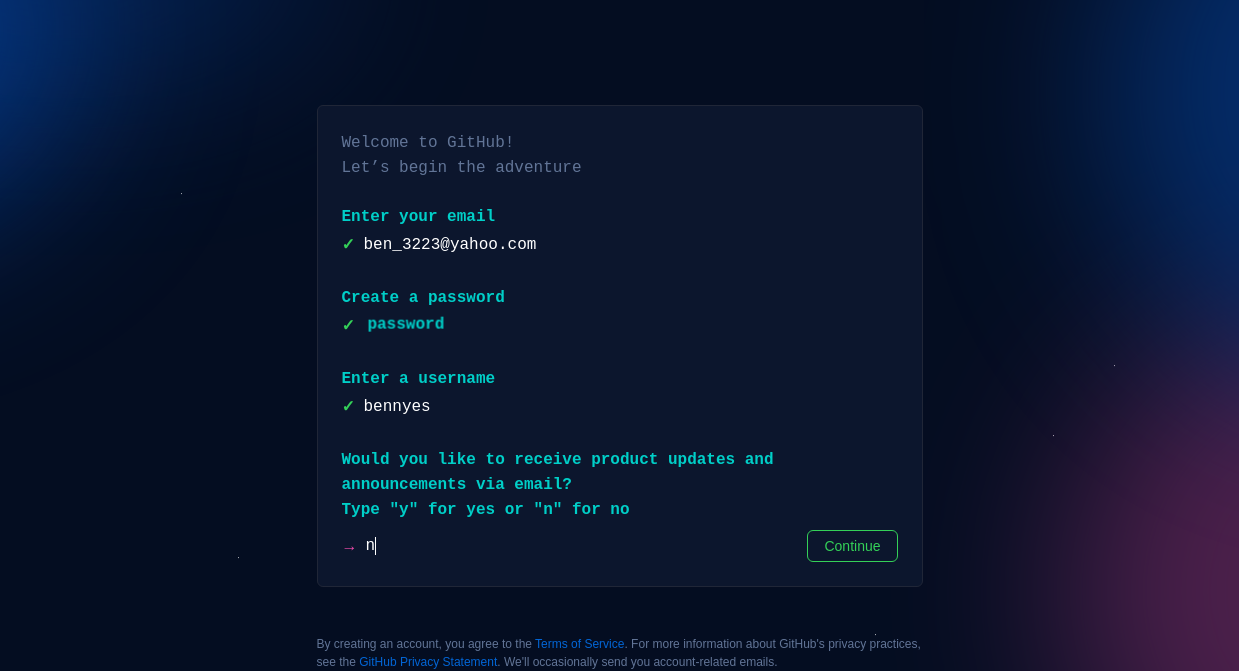 Welcome to GitHub!
Let’s begin the adventure
Enter your email
✓ ben_3223@yahoo.com
Create a password
✓ password
Enter a username
✓ bennyes
Would you like to receive product updates and
announcements via email?
Type "y" for yes or "n" for no
→ n
Continue
By creating an account, you agree to the Terms of Service. For more information about GitHub's privacy practices,
see the GitHub Privacy Statement. We'll occasionally send you account-related emails.